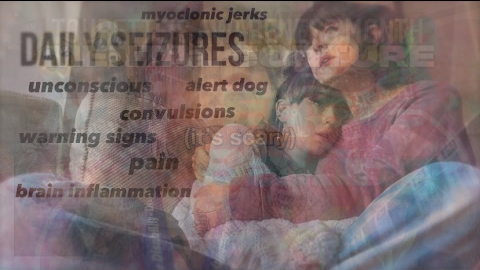 myoclonic jerks
DAILY SEIZURES
unconscious alert dog
convulsions
warning signs (it's scary)
pain
brain inflammation